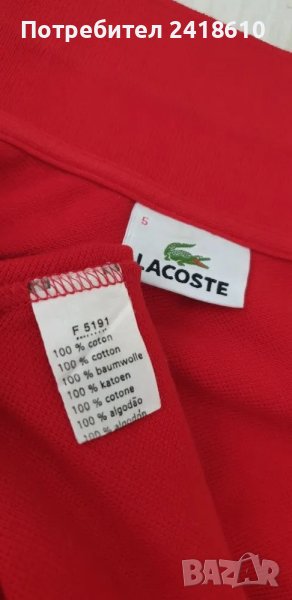 Потребител 2418610
5
LACOSTE
F 5191
100 % coton
100 % cotton
100 % baumwolle
100 % katoen
100 % cotone
100 % algodão
100 % algodón
BAZAR